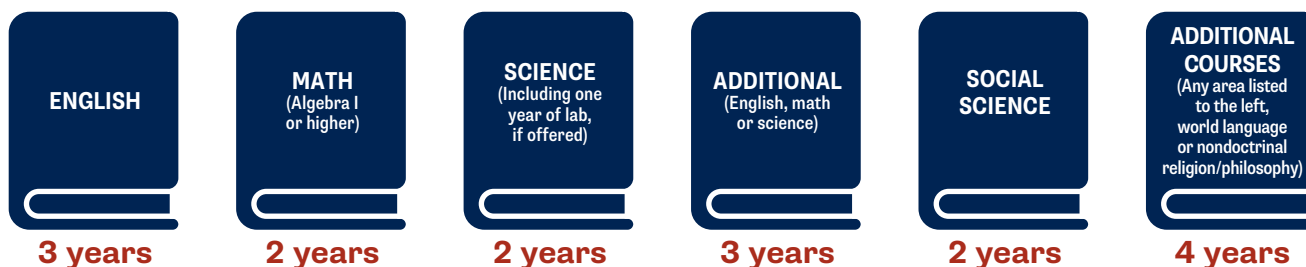 ENGLISH
3 years
MATH
(Algebra I
or higher)
2 years
SCIENCE
(Including one
year of lab,
if offered)
2 years
ADDITIONAL
(English, math
or science)
3 years
SOCIAL
SCIENCE
2 years
ADDITIONAL
COURSES
(Any area listed
to the left,
world language
or nondoctrinal
religion/philosophy)
4 years